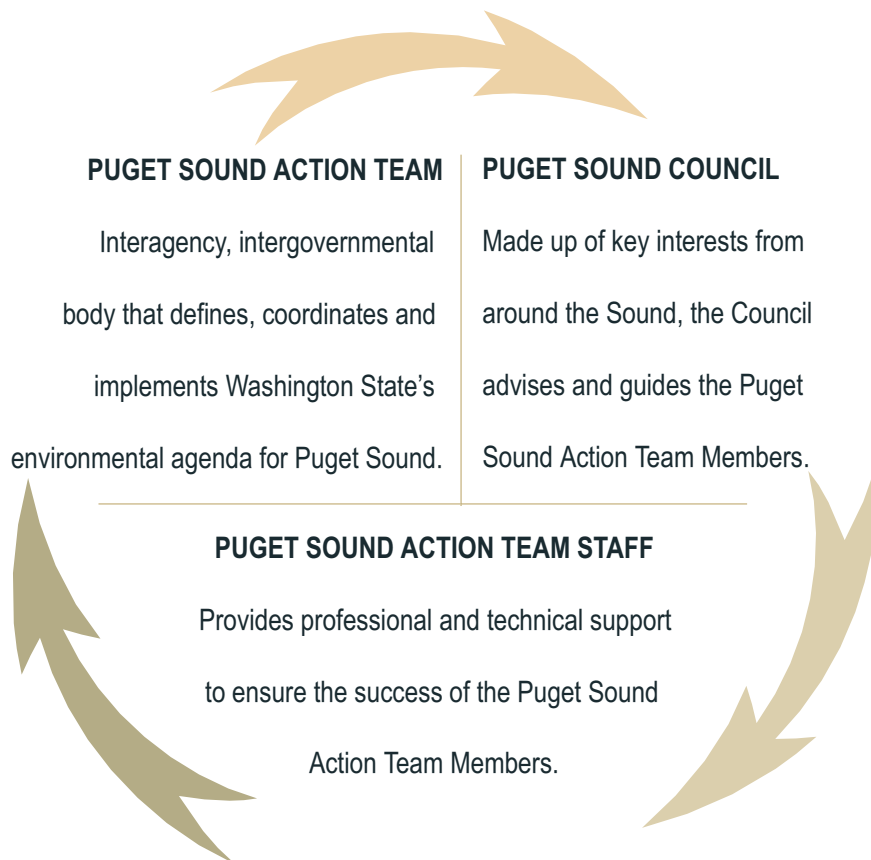 PUGET SOUND ACTION TEAM
Interagency, intergovernmental
body that defines, coordinates and
implements Washington State’s
environmental agenda for Puget Sound.
PUGET SOUND COUNCIL
Made up of key interests from
around the Sound, the Council
advises and guides the Puget
Sound Action Team Members.
PUGET SOUND ACTION TEAM STAFF
Provides professional and technical support
to ensure the success of the Puget Sound
Action Team Members.